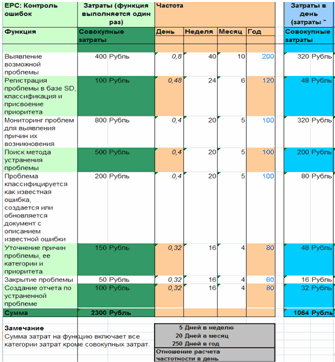 EPC: Контроль ошибок
Затраты (функция выполняется один раз)
Частота
Затраты в день (затраты *
Функция
Совокупные затраты
День Неделя Месяц Год
Совокупные затраты
Выявление возможной проблемы
400 Рубль 0,8 40 10 200 320 Рубль
Регистрация проблемы в базе SD, классификация и присвоение приоритета
100 Рубль 0,48 24 6 120 48 Рубль
Мониторинг проблем для выявления причин их возникновения
800 Рубль 0,4 20 5 100 320 Рубль
Поиск метода устранения проблемы
500 Рубль 0,4 20 5 100 200 Рубль
Проблема классифицируется как известная ошибка, создается или обновляется документ с описанием известной ошибки
200 Рубль 0,4 20 5 100 80 Рубль
Уточнение причин проблемы, ее категории и приоритета
150 Рубль 0,32 16 4 80 48 Рубль
Закрытие проблемы 50 Рубль 0,32 16 4 80 16 Рубль
Создание отчета по устраненной проблеме
100 Рубль 0,32 16 4 80 32 Рубль
Сумма 2300 Рубль 1064 Рубль
Замечание
Сумма затрат на функцию включает все категории затрат кроме совокупных затрат.
5 Дней в неделю
20 Дней в месяц
250 Дней в год
Отношение расчета частотности в день